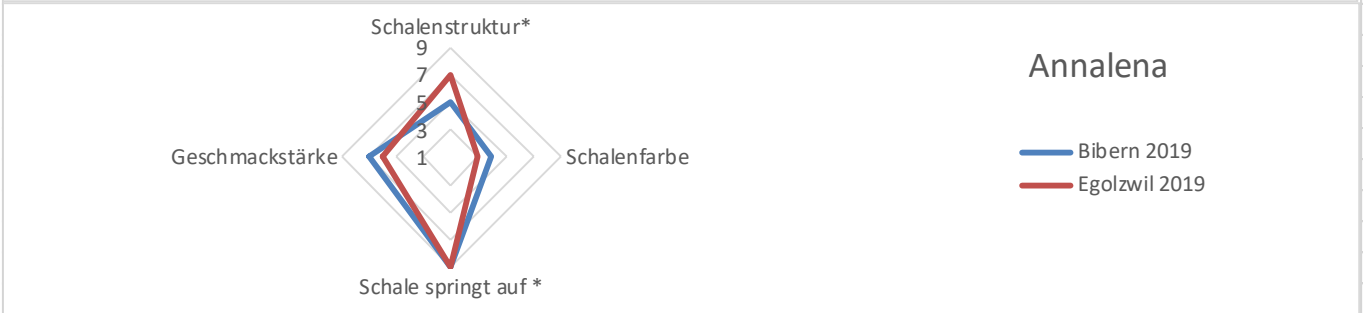 Schalenstruktur*
9
7
5
3
1
Geschmackstärke
Schalenfarbe
Schale springt auf *
Annalena
Bibern 2019
Egolzwil 2019